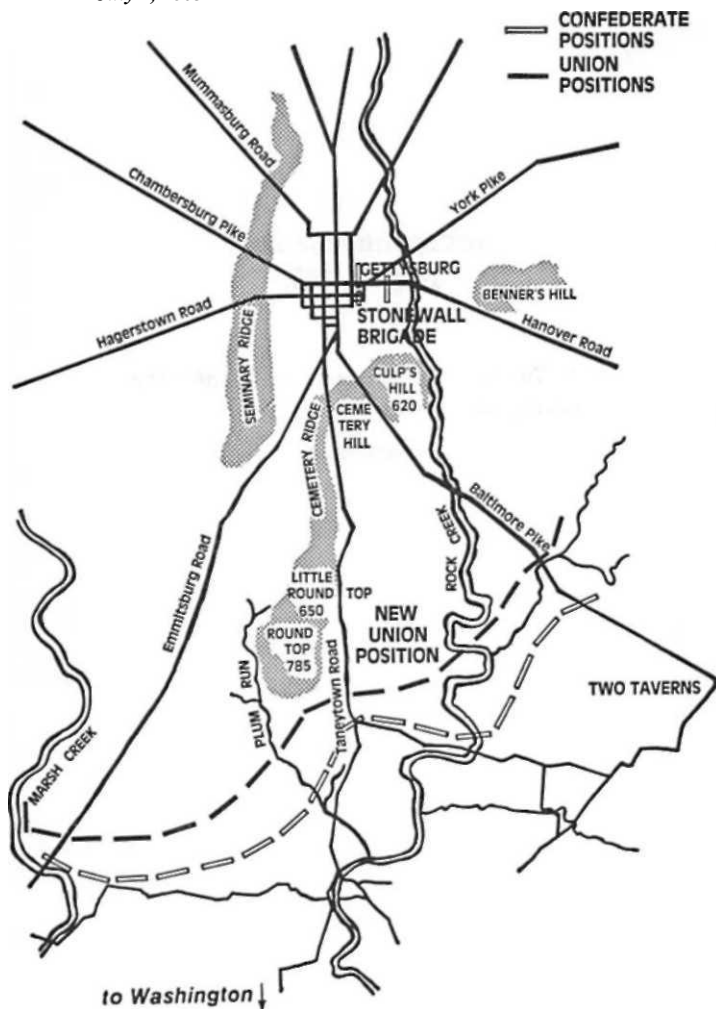 CONFEDERATE
POSITIONS
UNION
POSITIONS
Mummasburg Road
Chambersburg Pike
York Pike
GETTYSBURG
BENNER'S HILL
Hagerstown Road
STONEWALL
BRIGADE
Hanover Road
SEMINARY RIDGE
CULP'S
HILL
620
CEME
TERY
HILL
CEMETERY RIDGE
Baltimore Pike
ROCK CREEK
Emmitsburg Road
LITTLE
ROUND TOP
650
NEW
UNION
POSITION
ROUND
TOP
785
PLUM RUN
Taneytown Road
TWO TAVERNS
MARSH CREEK
to Washington